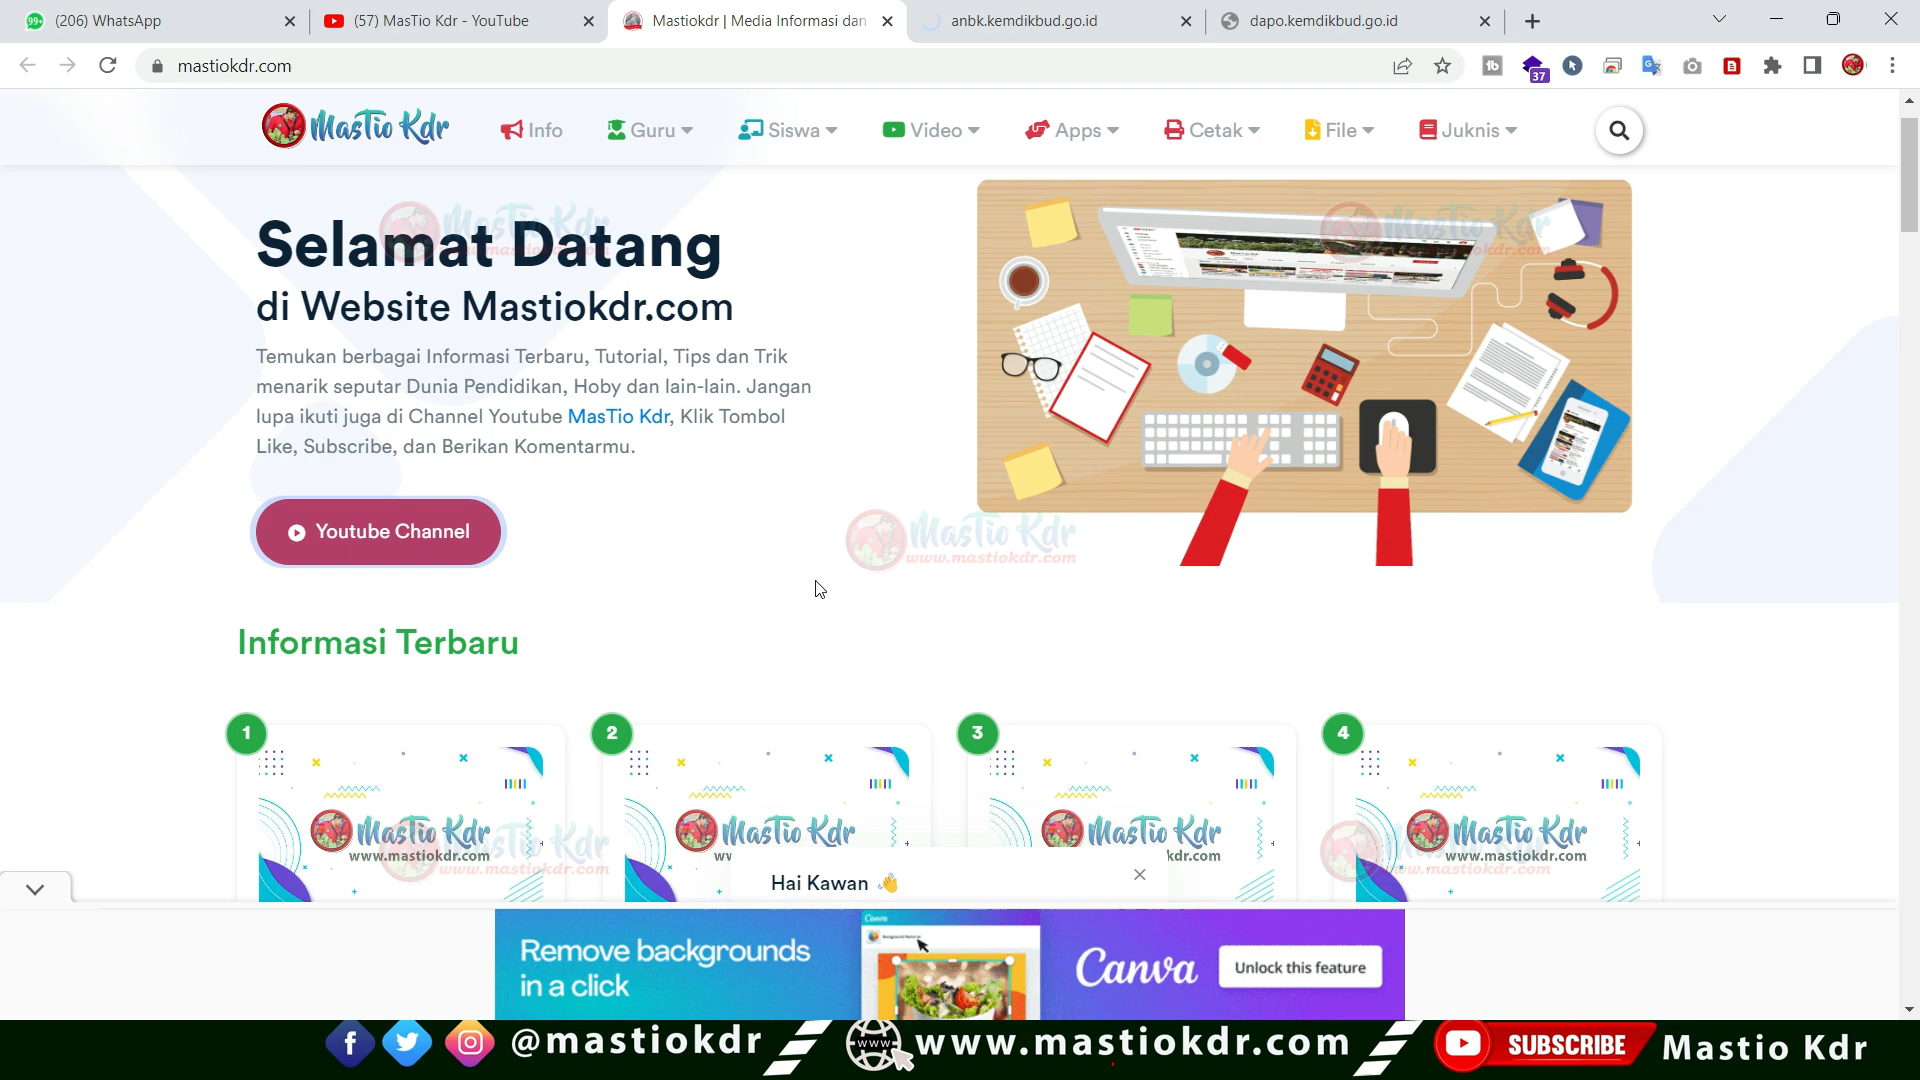 99+ (206) WhatsApp
(57) MasTio Kdr - YouTube
Mastiokdr | Media Informasi dan
anbk.kemdikbud.go.id
dapo.kemdikbud.go.id
mastiokdr.com
37
MasTio Kdr
Info
Guru
Siswa
Video
Apps
Cetak
File
Juknis
Selamat Datang
di Website Mastiokdr.com
Temukan berbagai Informasi Terbaru, Tutorial, Tips dan Trik
menarik seputar Dunia Pendidikan, Hoby dan lain-lain. Jangan
lupa ikuti juga di Channel Youtube MasTio Kdr, Klik Tombol
Like, Subscribe, dan Berikan Komentarmu.
Youtube Channel
MasTio Kdr
www.mastiokdr.com
Informasi Terbaru
1
2
3
4
MasTio Kdr
www.mastiokdr.com
MasTio Kdr
MasTio Kdr
kdr.com
MasTio Kdr
www.mastiokdr.com
Hai Kawan 👋
Remove backgrounds
in a click
Canva
Canva
Unlock this feature
@mastiokdr
www
www.mastiokdr.com
SUBSCRIBE
Mastio Kdr